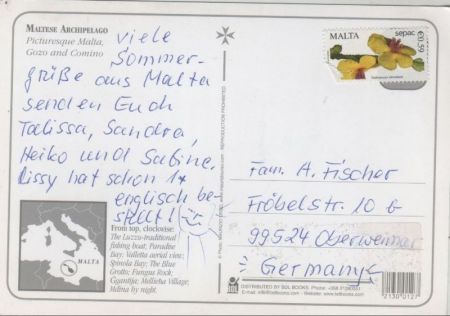 MALTESE ARCHIPELAGO
Picturesque Malta,
Gozo and Comino
viele
Sommer-
grüße aus Malta
senden Euch
Talissa, Sandra,
Heiko und Sabine.
Lissy hat schon 1x
englisch be-
stellt!
From top, clockwise:
The Luzzu-traditional
fishing boat; Paradise
Bay; Valletta aerial view;
Spinola Bay; The Blue
Grotto; Fungus Rock;
Ggantija; Mellieha Village;
Mdina by night.
MALTA
MALTA sepac
€0.59
Fam. A. Fischer
Fröbelstr. 10 b
99524 Oberweimar
Germany
DISTRIBUTED BY BDL BOOKS: